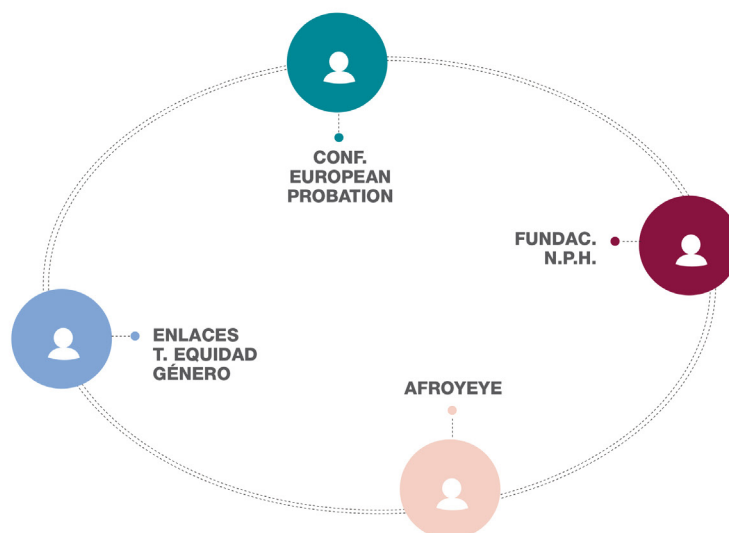 CONF.
EUROPEAN
PROBATION
FUNDAC.
N.P.H.
ENLACES
T. EQUIDAD
GÉNERO
AFROYEYE